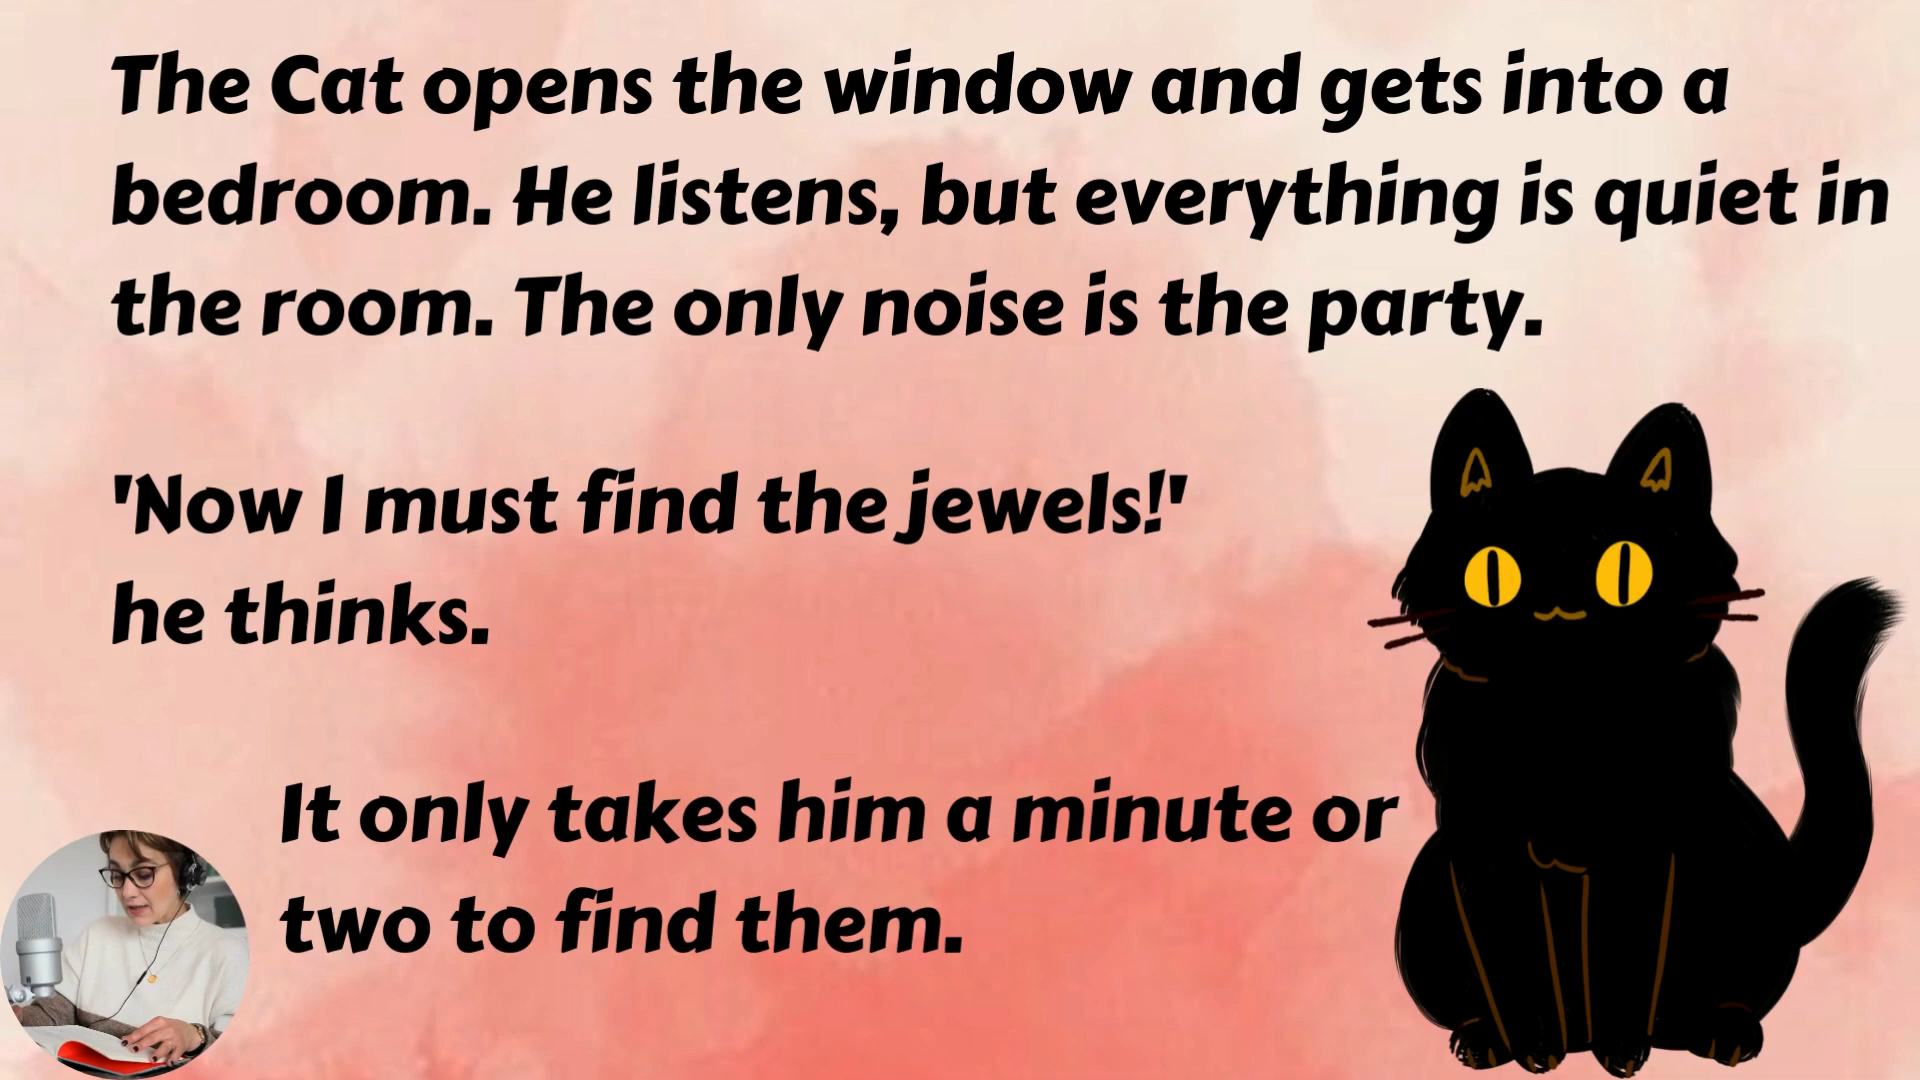 The Cat opens the window and gets into a
bedroom. He listens, but everything is quiet in
the room. The only noise is the party.
'Now I must find the jewels!'
he thinks.
It only takes him a minute or
two to find them.